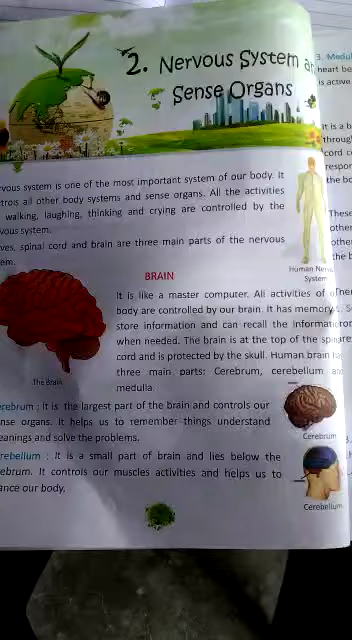 2. Nervous System a
Sense Organs
vous system is one of the most important system of our body. It
trols all other body systems and sense organs. All the activities
walking, laughing, thinking and crying are controlled by the
vous system.
ves, spinal cord and brain are three main parts of the nervous
em.
Human Nerv
System
BRAIN
It is like a master computer. All activities of
body are controlled by our brain. It has memory
store information and can recall the information
when needed. The brain is at the top of the
cord and is protected by the skull. Human brain
three main parts: Cerebrum, cerebellum
medulla.
The Brain
rebrum : It is the largest part of the brain and controls our
nse organs. It helps us to remember things understand
eanings and solve the problems.
Cerebrum
rebellum : It is a small part of brain and lies below the
ebrum. It controls our muscles activities and helps us to
ance our body.
Cerebellum
3. Medul
heart be
is active
It is a b
through
cord c
respor
the bo
These
other
other
the b